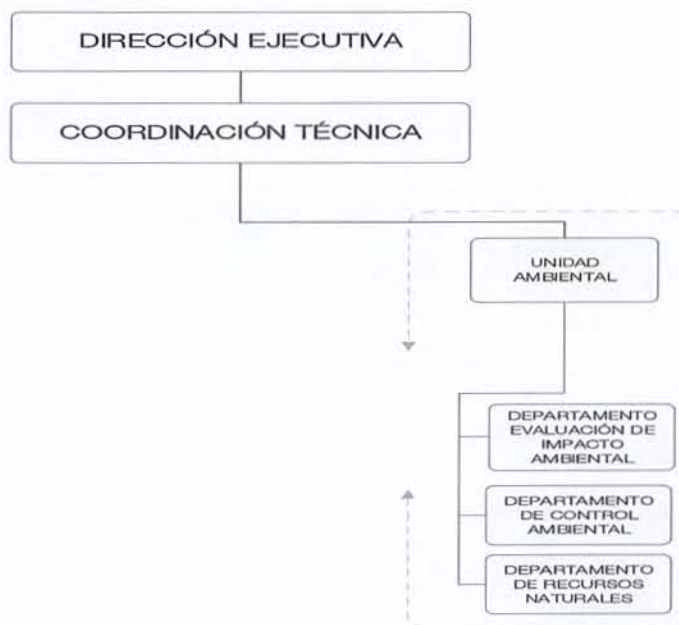 DIRECCIÓN EJECUTIVA
COORDINACIÓN TÉCNICA
UNIDAD
AMBIENTAL
DEPARTAMENTO
EVALUACIÓN DE
IMPACTO
AMBIENTAL
DEPARTAMENTO
DE CONTROL
AMBIENTAL
DEPARTAMENTO
DE RECURSOS
NATURALES